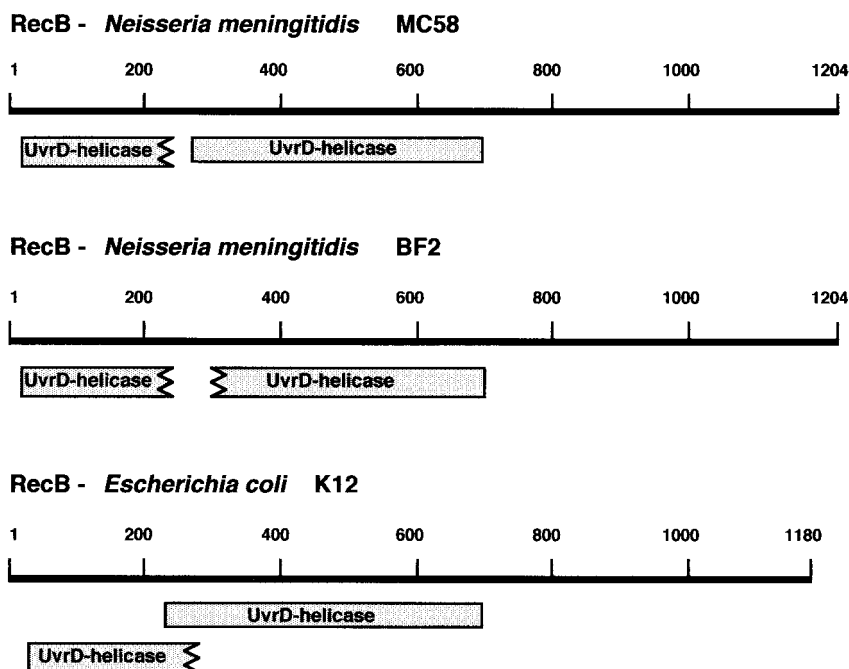 RecB - Neisseria meningitidis MC58
1 200 400 600 800 1000 1204
UvrD-helicase UvrD-helicase
RecB - Neisseria meningitidis BF2
1 200 400 600 800 1000 1204
UvrD-helicase UvrD-helicase
RecB - Escherichia coli K12
1 200 400 600 800 1000 1180
UvrD-helicase
UvrD-helicase